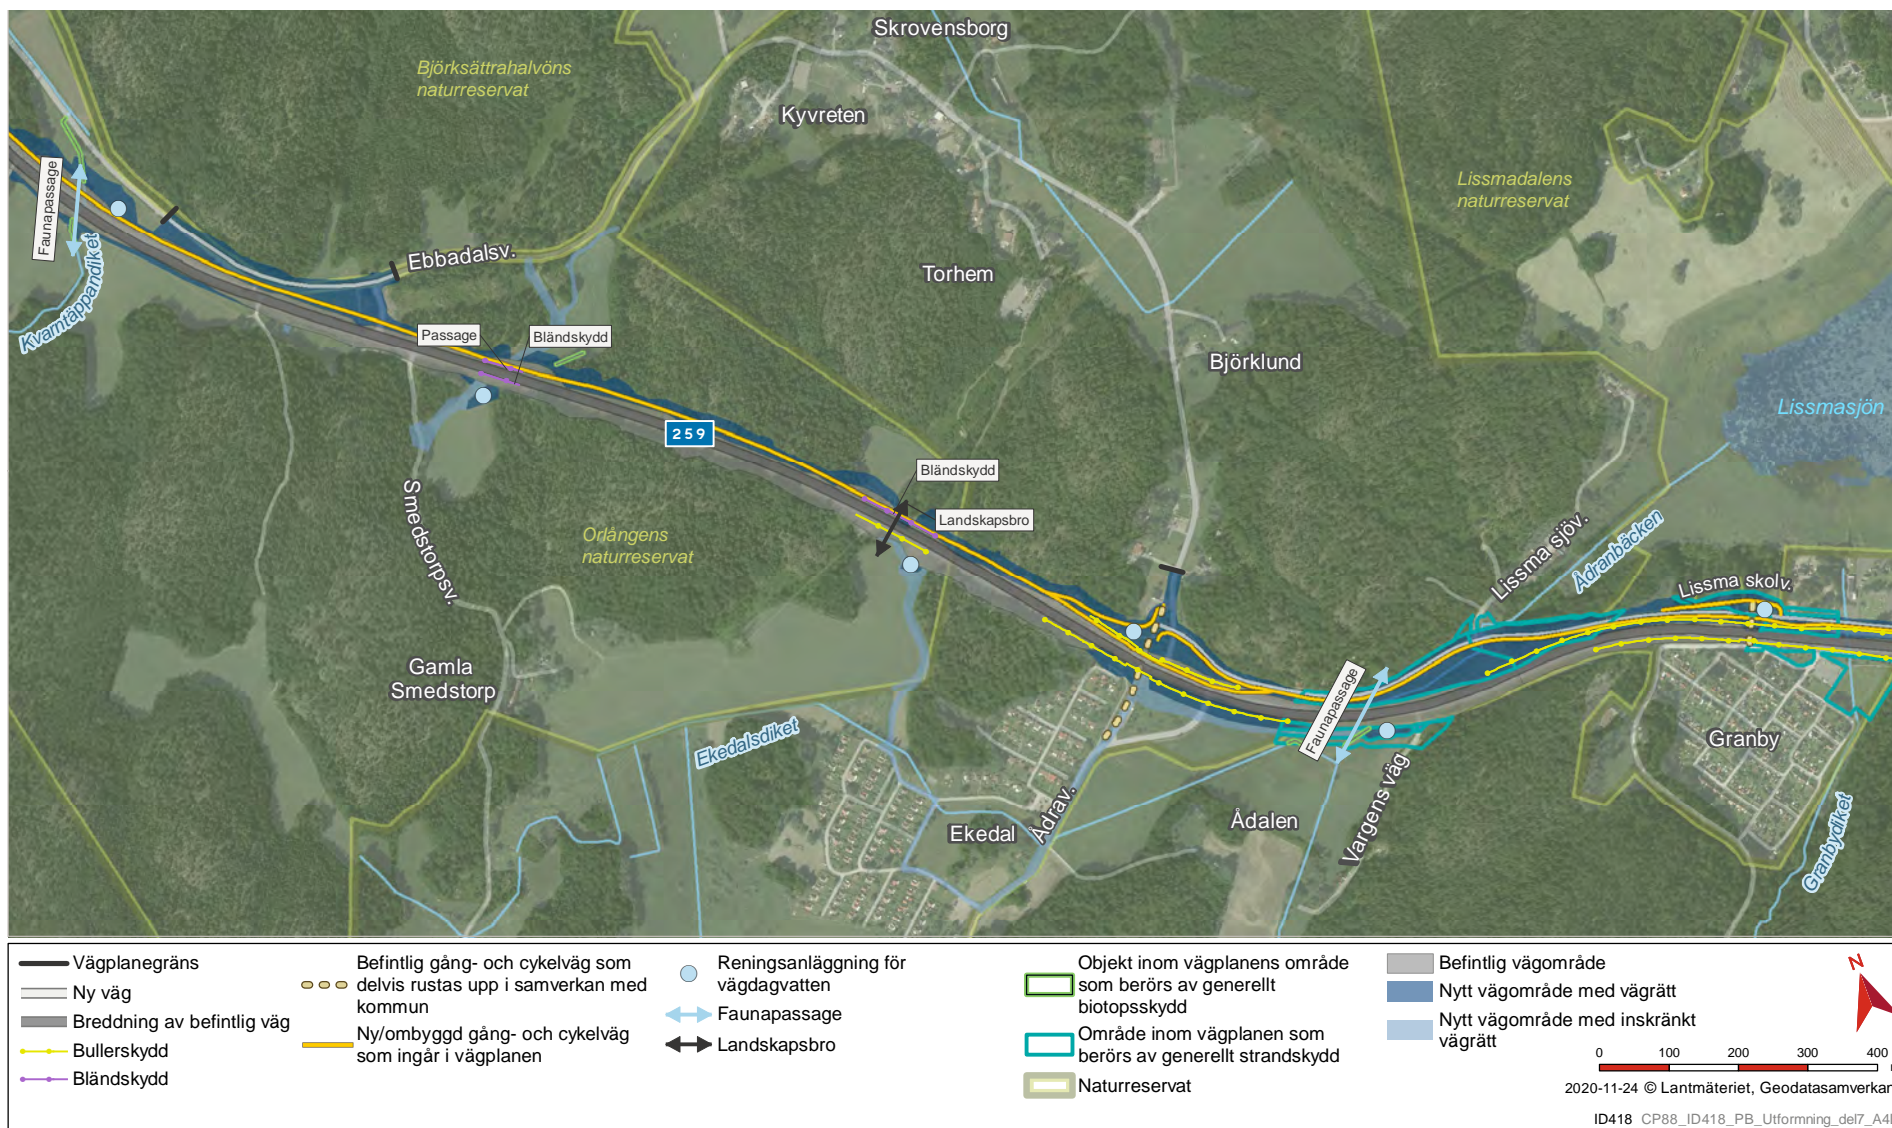 Skrovensborg
Björksättrahalvöns
naturreservat
Kyvreten
Lissmadalens
naturreservat
Faunapassage
Kvarntäppandiket
Ebbadalsv.
Torhem
Passage
Bländskydd
Björklund
Lissmasjön
259
Bländskydd
Landskapsbro
Smedstorpsv.
Orlångens
naturreservat
Lissma sjöv.
Ådranbäcken
Lissma skolv.
Gamla
Smedstorp
Faunapassage
Ekedalsdiket
Granby
Ekedal
Ådrav.
Ådalen
Vargens väg
Granbydiket
Vägplanegräns
Ny väg
Breddning av befintlig väg
Bullerskydd
Bländskydd
Befintlig gång- och cykelväg som
delvis rustas upp i samverkan med
kommun
Ny/ombyggd gång- och cykelväg
som ingår i vägplanen
Reningsanläggning för
vägdagvatten
Faunapassage
Landskapsbro
Objekt inom vägplanens område
som berörs av generellt
biotopsskydd
Område inom vägplanen som
berörs av generellt strandskydd
Naturreservat
Befintlig vägområde
Nytt vägområde med vägrätt
Nytt vägområde med inskränkt
vägrätt
N
0 100 200 300 400
2020-11-24 © Lantmäteriet, Geodatasamverkan
ID418 CP88_ID418_PB_Utformning_del7_A4